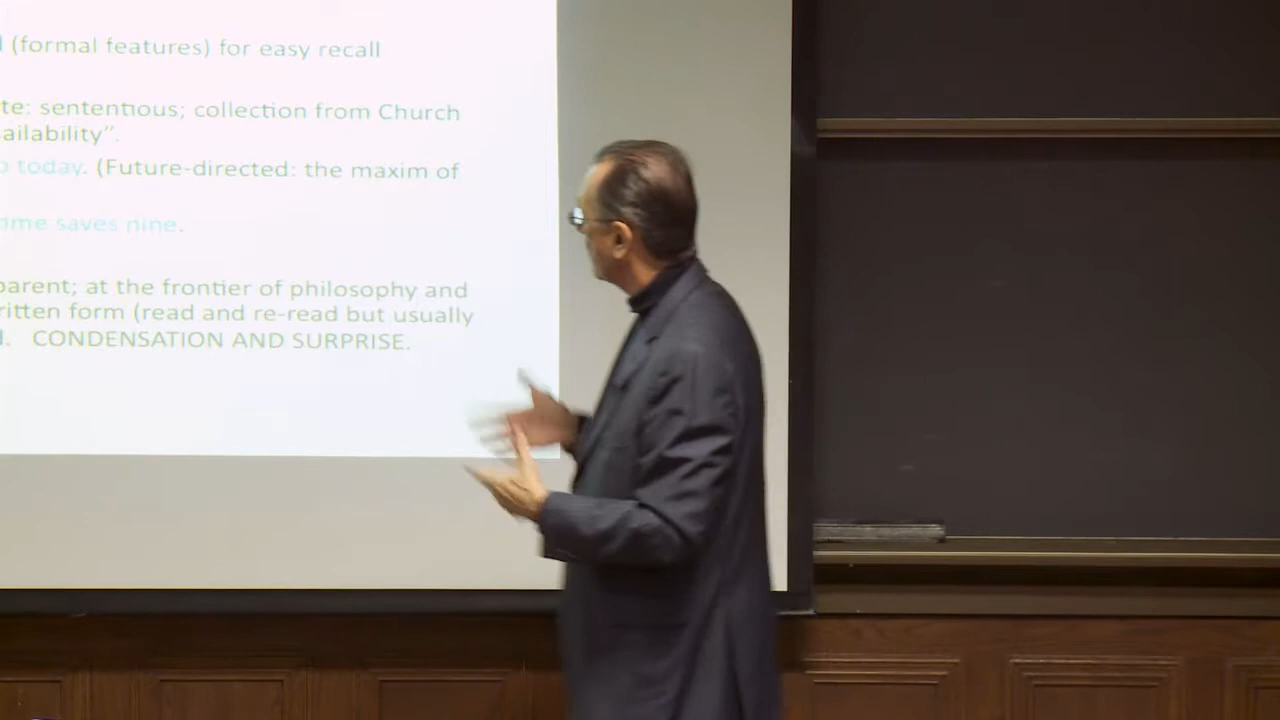 (formal features) for easy recall
te: sententious; collection from Church
ailability".
today. (Future-directed: the maxim of
ime saves nine.
parent; at the frontier of philosophy and
ritten form (read and re-read but usually
. CONDENSATION AND SURPRISE.